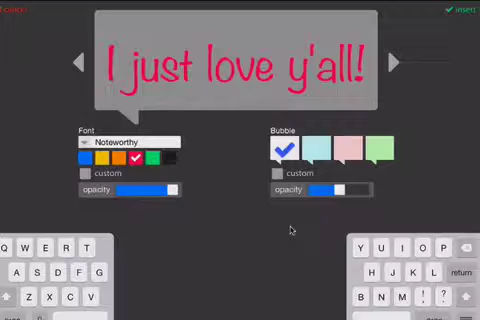 insert
I just love y'all!
Font
Bubble
Noteworthy
custom
custom
opacity
opacity
Q W E R T
Y U I O P
A S D F G
H J K L return
Z X C V
B N M ! , ? .